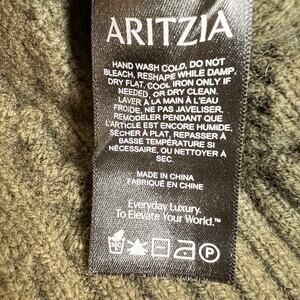 ARITZIA
HAND WASH COLD, DO NOT
BLEACH, RESHAPE WHILE DAMP,
DRY FLAT, COOL IRON ONLY IF
NEEDED, OR DRY CLEAN.
LAVER À LA MAIN À L'EAU
FROIDE, NE PAS JAVELISER,
REMODELER PENDANT QUE
L'ARTICLE EST ENCORE HUMIDE,
SÉCHER À PLAT, REPASSER À
BASSE TEMPÉRATURE SI
NÉCESSAIRE, OU NETTOYER À
SEC.
MADE IN CHINA
FABRIQUÉ EN CHINE
Everyday Luxury.
To Elevate Your World.™
P